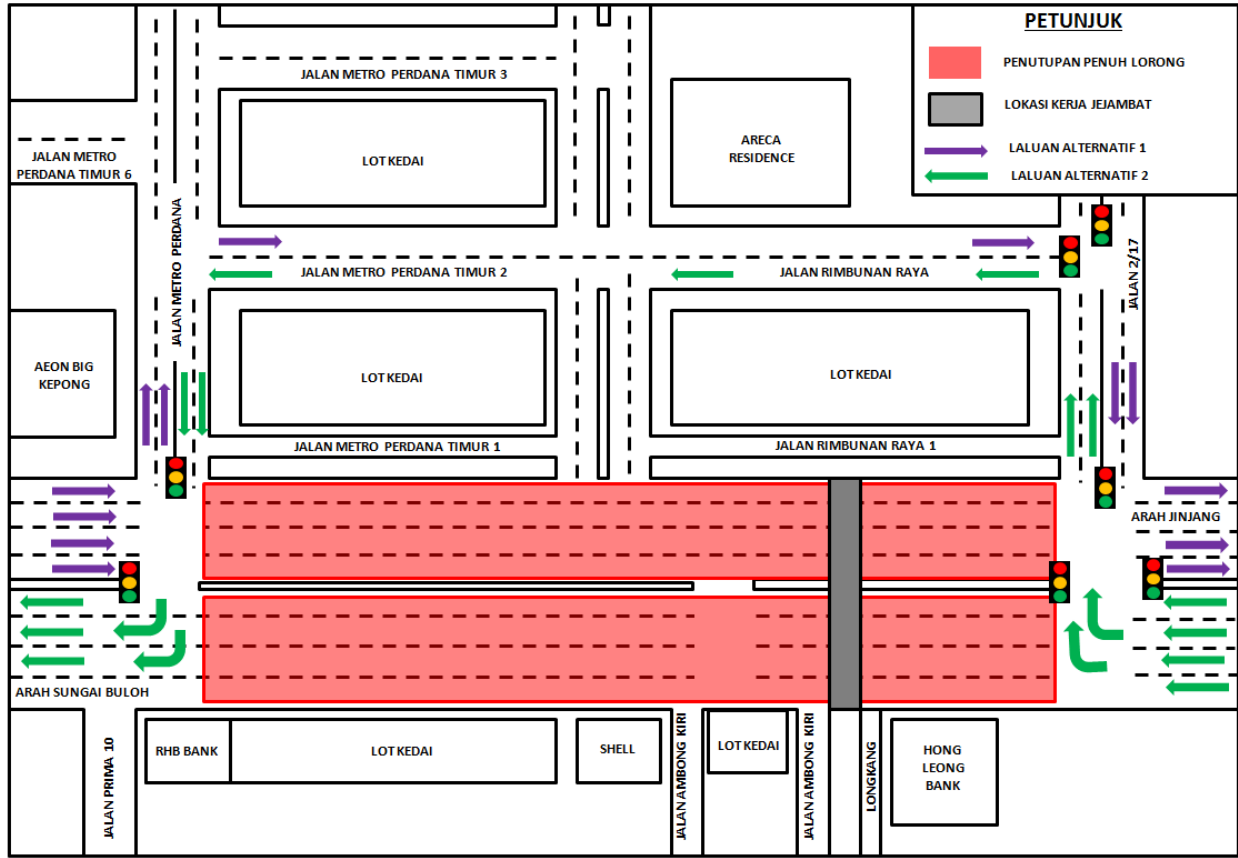 PETUNJUK
PENUTUPAN PENUH LORONG
LOKASI KERJA JEJAMBAT
LALUAN ALTERNATIF 1
LALUAN ALTERNATIF 2
JALAN METRO PERDANA TIMUR 3
JALAN METRO
PERDANA TIMUR 6
LOT KEDAI
ARECA
RESIDENCE
JALAN METRO PERDANA
JALAN 2/17
JALAN METRO PERDANA TIMUR 2
JALAN RIMBUNAN RAYA
AEON BIG
KEPONG
LOT KEDAI
LOT KEDAI
JALAN METRO PERDANA TIMUR 1
JALAN RIMBUNAN RAYA 1
ARAH JINJANG
ARAH SUNGAI BULOH
JALAN PRIMA 10
RHB BANK
LOT KEDAI
SHELL
JALAN AMBONG KIRI
LOT KEDAI
JALAN AMBONG KIRI
LONGKANG
HONG
LEONG
BANK